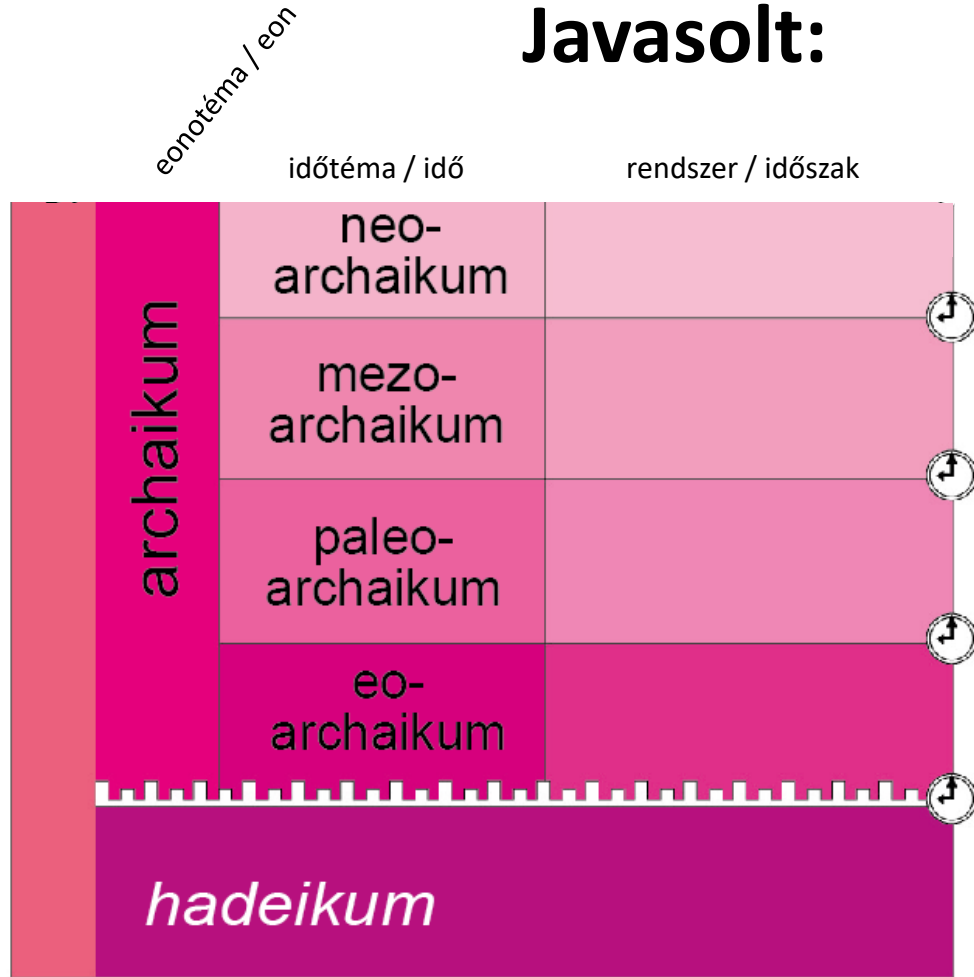 Javasolt:
eonotéma / eon
időtéma / idő
rendszer / időszak
archaikum
neo-
archaikum
mezo-
archaikum
paleo-
archaikum
eo-
archaikum
hadeikum